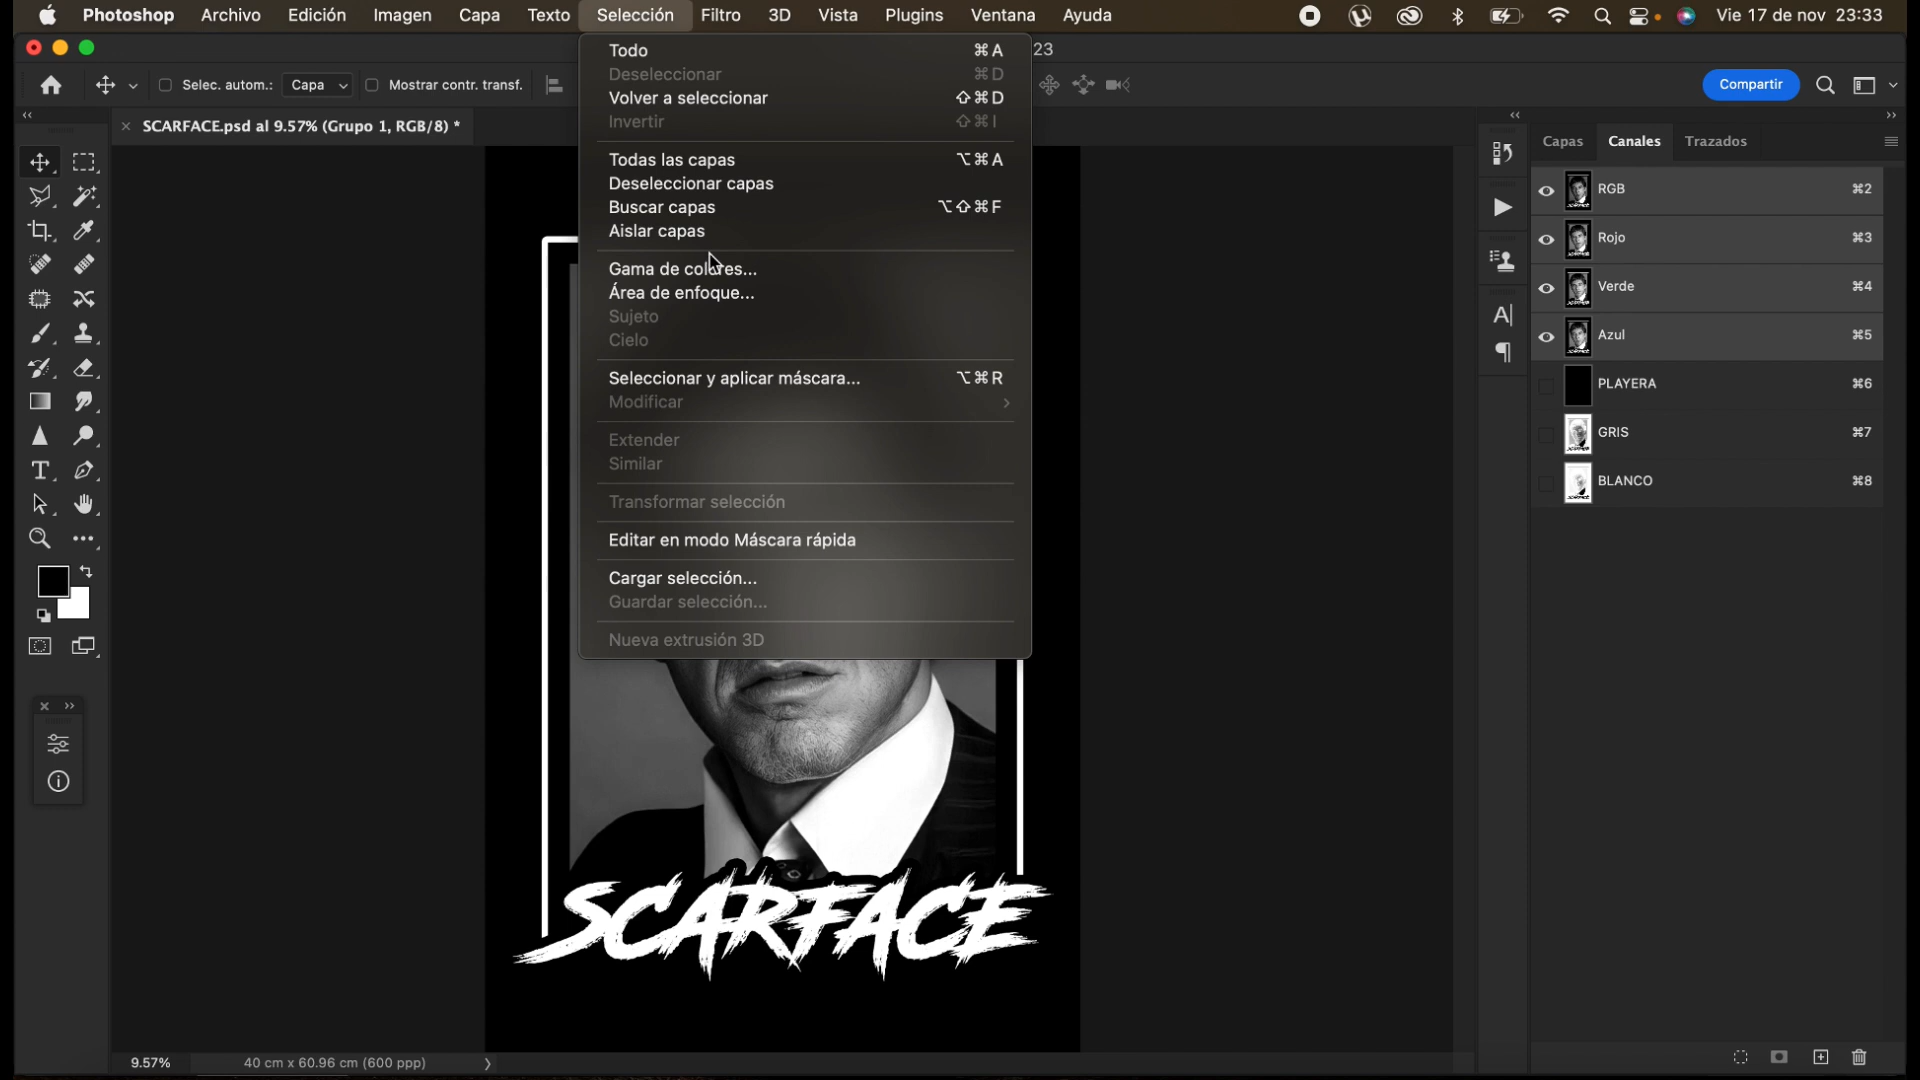 Photoshop Archivo Edición Imagen Capa Texto Selección Filtro 3D Vista Plugins Ventana Ayuda Vie 17 de nov 23:33
23
Selec. autom.: Capa Mostrar contr. transf. Compartir
SCARFACE.psd al 9.57% (Grupo 1, RGB/8) *
Todo ⌘A
Deseleccionar ⌘D
Volver a seleccionar ⇧⌘D
Invertir ⇧⌘I
Todas las capas ⌥⌘A
Deseleccionar capas
Buscar capas ⌥⇧⌘F
Aislar capas
Gama de colores...
Área de enfoque...
Sujeto
Cielo
Seleccionar y aplicar máscara... ⌥⌘R
Modificar
Extender
Similar
Transformar selección
Editar en modo Máscara rápida
Cargar selección...
Guardar selección...
Nueva extrusión 3D
Capas Canales Trazados
RGB ⌘2
Rojo ⌘3
Verde ⌘4
Azul ⌘5
PLAYERA ⌘6
GRIS ⌘7
BLANCO ⌘8
SCARFACE
9.57% 40 cm x 60.96 cm (600 ppp)